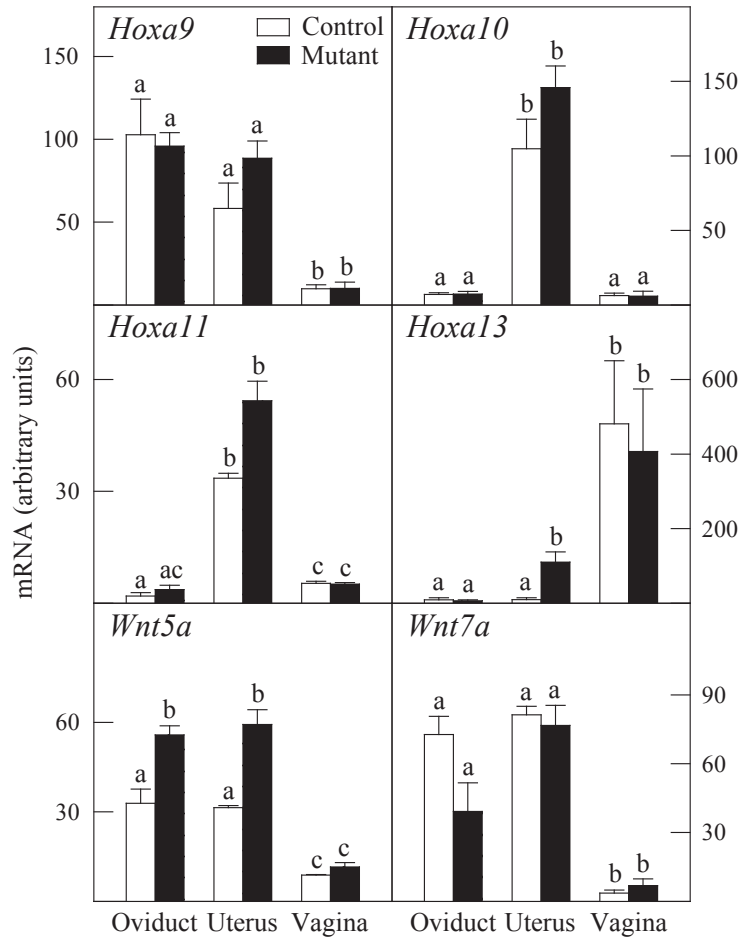 Hoxa9
Control
Mutant
150
100
50
a
a
a
a
b
b
Hoxa10
150
100
50
a
a
b
b
a
a
Hoxa11
60
30
a
ac
b
b
c
c
Hoxa13
600
400
200
a
a
a
b
b
b
mRNA (arbitrary units)
Wnt5a
60
30
a
b
a
b
c
c
Wnt7a
90
60
30
a
a
a
a
b
b
Oviduct Uterus Vagina
Oviduct Uterus Vagina